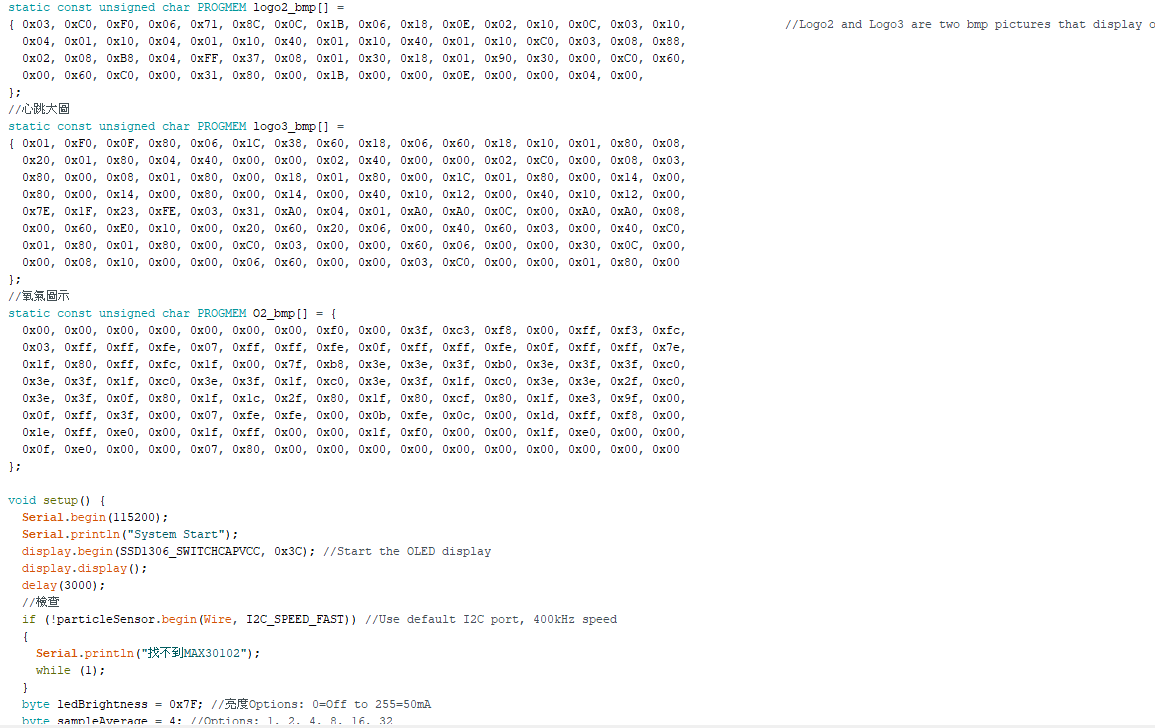 static const unsigned char PROGMEM logo2_bmp[] =
{ 0x03, 0xC0, 0xF0, 0x06, 0x71, 0x8C, 0x0C, 0x1B, 0x06, 0x18, 0x0E, 0x02, 0x10, 0x0C, 0x03, 0x10, //Logo2 and Logo3 are two bmp pictures that display o
0x04, 0x01, 0x10, 0x04, 0x01, 0x10, 0x40, 0x01, 0x10, 0x40, 0x01, 0x10, 0xC0, 0x03, 0x08, 0x88,
0x02, 0x08, 0xB8, 0x04, 0xFF, 0x37, 0x08, 0x01, 0x30, 0x18, 0x01, 0x90, 0x30, 0x00, 0xC0, 0x60,
0x00, 0x60, 0xC0, 0x00, 0x31, 0x80, 0x00, 0x1B, 0x00, 0x00, 0x0E, 0x00, 0x00, 0x04, 0x00,
};
//心跳大圖
static const unsigned char PROGMEM logo3_bmp[] =
{ 0x01, 0xF0, 0x0F, 0x80, 0x06, 0x1C, 0x38, 0x60, 0x18, 0x06, 0x60, 0x18, 0x10, 0x01, 0x80, 0x08,
0x20, 0x01, 0x80, 0x04, 0x40, 0x00, 0x00, 0x02, 0x40, 0x00, 0x00, 0x02, 0xC0, 0x00, 0x08, 0x03,
0x80, 0x00, 0x08, 0x01, 0x80, 0x00, 0x18, 0x01, 0x80, 0x00, 0x1C, 0x01, 0x80, 0x00, 0x14, 0x00,
0x80, 0x00, 0x14, 0x00, 0x80, 0x00, 0x14, 0x00, 0x40, 0x10, 0x12, 0x00, 0x40, 0x10, 0x12, 0x00,
0x7E, 0x1F, 0x23, 0xFE, 0x03, 0x31, 0xA0, 0x04, 0x01, 0xA0, 0xA0, 0x0C, 0x00, 0xA0, 0xA0, 0x08,
0x00, 0x60, 0xE0, 0x10, 0x00, 0x20, 0x60, 0x20, 0x06, 0x00, 0x40, 0x60, 0x03, 0x00, 0x40, 0xC0,
0x01, 0x80, 0x01, 0x80, 0x00, 0xC0, 0x03, 0x00, 0x00, 0x60, 0x06, 0x00, 0x00, 0x30, 0x0C, 0x00,
0x00, 0x08, 0x10, 0x00, 0x00, 0x06, 0x60, 0x00, 0x00, 0x03, 0xC0, 0x00, 0x00, 0x01, 0x80, 0x00
};
//氧氣圖示
static const unsigned char PROGMEM O2_bmp[] = {
0x00, 0x00, 0x00, 0x00, 0x00, 0x00, 0x00, 0xf0, 0x00, 0x3f, 0xc3, 0xf8, 0x00, 0xff, 0xf3, 0xfc,
0x03, 0xff, 0xff, 0xfe, 0x07, 0xff, 0xff, 0xfe, 0x0f, 0xff, 0xff, 0xfe, 0x0f, 0xff, 0xff, 0x7e,
0x1f, 0x80, 0xff, 0xfc, 0x1f, 0x00, 0x7f, 0xb8, 0x3e, 0x3e, 0x3f, 0xb0, 0x3e, 0x3f, 0x3f, 0xc0,
0x3e, 0x3f, 0x1f, 0xc0, 0x3e, 0x3f, 0x1f, 0xc0, 0x3e, 0x3f, 0x1f, 0xc0, 0x3e, 0x3e, 0x2f, 0xc0,
0x3e, 0x3f, 0x0f, 0x80, 0x1f, 0x1c, 0x2f, 0x80, 0x1f, 0x80, 0xcf, 0x80, 0x1f, 0xe3, 0x9f, 0x00,
0x0f, 0xff, 0x3f, 0x00, 0x07, 0xfe, 0xfe, 0x00, 0x0b, 0xfe, 0x0c, 0x00, 0x1d, 0xff, 0xf8, 0x00,
0x1e, 0xff, 0xe0, 0x00, 0x1f, 0xff, 0x00, 0x00, 0x1f, 0xf0, 0x00, 0x00, 0x1f, 0xe0, 0x00, 0x00,
0x0f, 0xe0, 0x00, 0x00, 0x07, 0x80, 0x00, 0x00, 0x00, 0x00, 0x00, 0x00, 0x00, 0x00, 0x00, 0x00
};
void setup() {
Serial.begin(115200);
Serial.println("System Start");
display.begin(SSD1306_SWITCHCAPVCC, 0x3C); //Start the OLED display
display.display();
delay(3000);
//檢查
if (!particleSensor.begin(Wire, I2C_SPEED_FAST)) //Use default I2C port, 400kHz speed
{
Serial.println("找不到MAX30102");
while (1);
}
byte ledBrightness = 0x7F; //亮度Options: 0=Off to 255=50mA
byte sampleAverage = 4; //Options: 1, 2, 4, 8, 16, 32